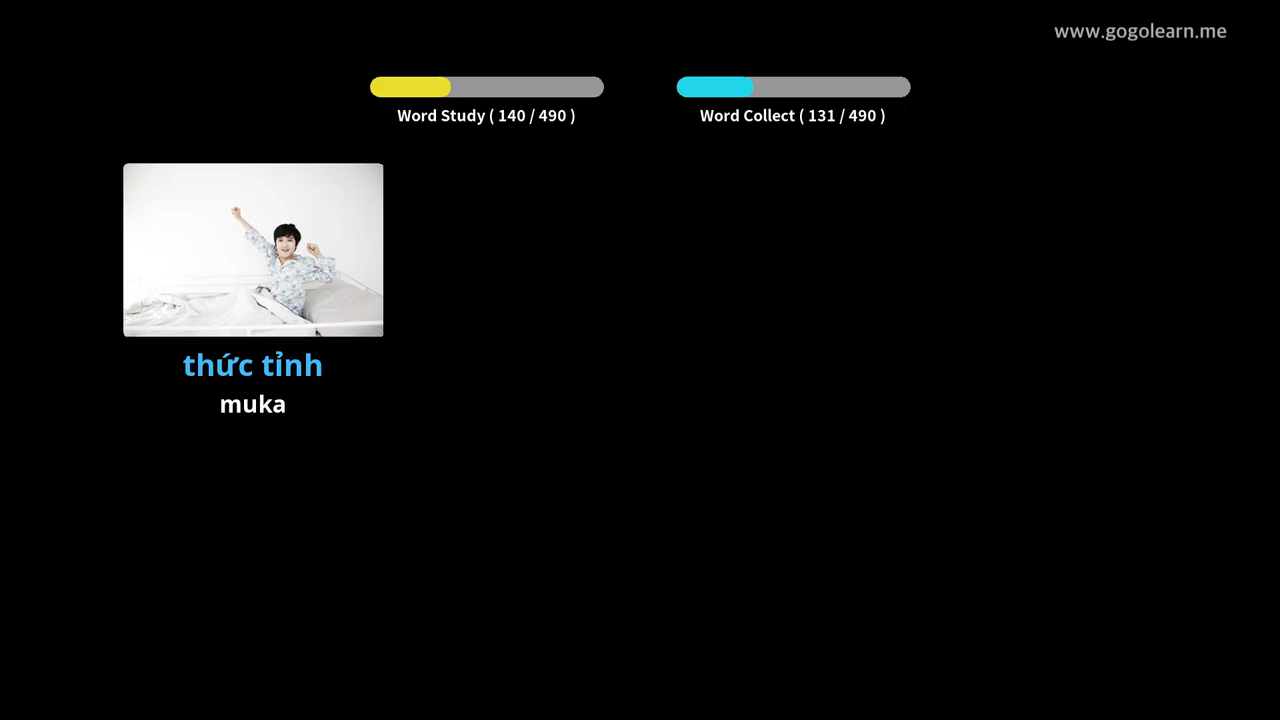 www.gogolearn.me
Word Study ( 140 / 490 )
Word Collect ( 131 / 490 )
thức tỉnh
muka